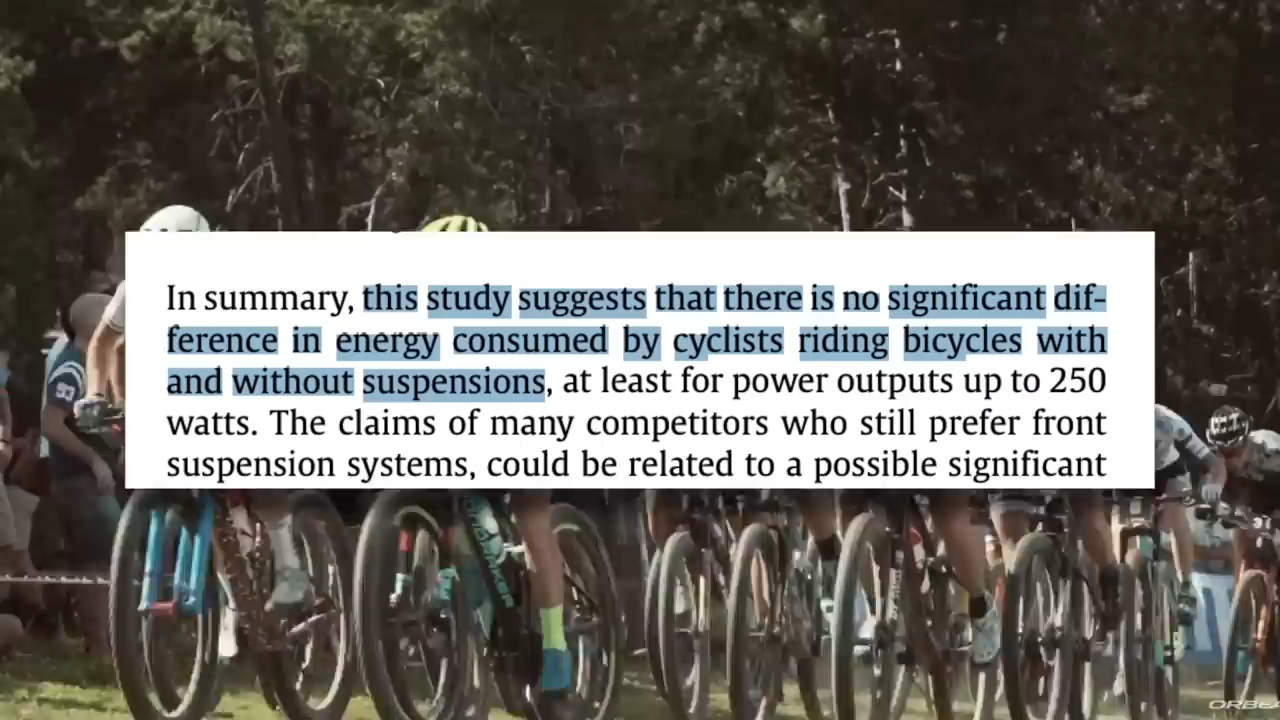 In summary, this study suggests that there is no significant dif-
ference in energy consumed by cyclists riding bicycles with
and without suspensions, at least for power outputs up to 250
watts. The claims of many competitors who still prefer front
suspension systems, could be related to a possible significant